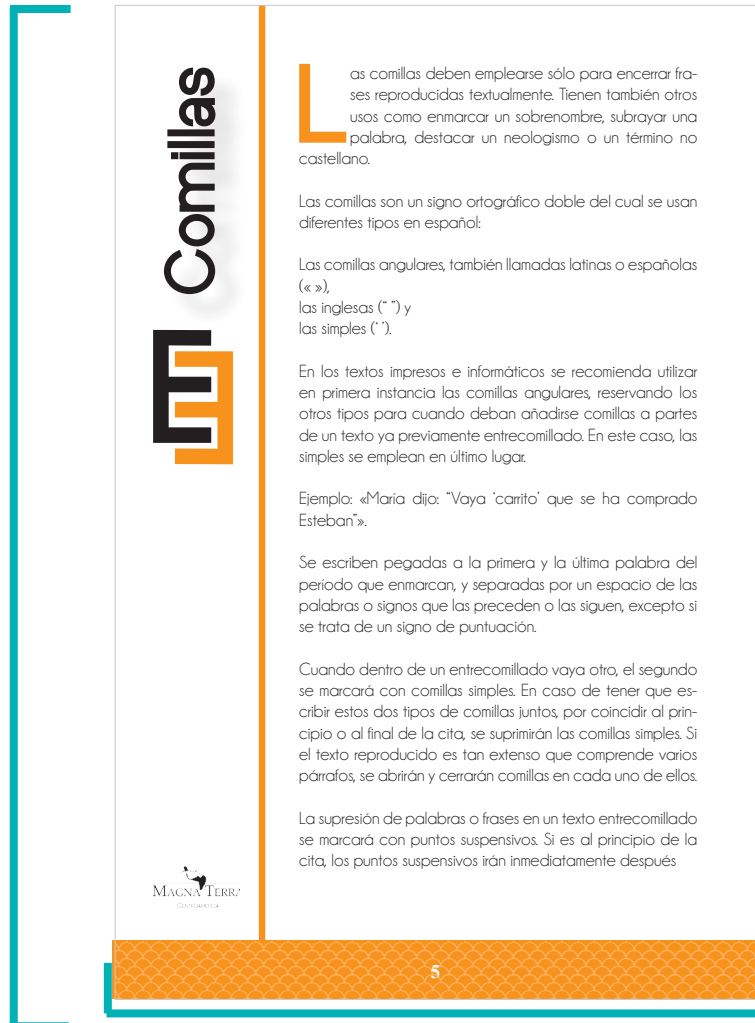 Comillas
Las comillas deben emplearse sólo para encerrar fra-
ses reproducidas textualmente. Tienen también otros
usos como enmarcar un sobrenombre, subrayar una
palabra, destacar un neologismo o un término no
castellano.
Las comillas son un signo ortográfico doble del cual se usan
diferentes tipos en español:
Las comillas angulares, también llamadas latinas o españolas
(« »),
las inglesas (“ ”) y
las simples (‘ ’).
En los textos impresos e informáticos se recomienda utilizar
en primera instancia las comillas angulares, reservando los
otros tipos para cuando deban añadirse comillas a partes
de un texto ya previamente entrecomillado. En este caso, las
simples se emplean en último lugar.
Ejemplo: «María dijo: “Vaya ‘carrito’ que se ha comprado
Esteban”».
Se escriben pegadas a la primera y la última palabra del
período que enmarcan, y separadas por un espacio de las
palabras o signos que las preceden o las siguen, excepto si
se trata de un signo de puntuación.
Cuando dentro de un entrecomillado vaya otro, el segundo
se marcará con comillas simples. En caso de tener que es-
cribir estos dos tipos de comillas juntos, por coincidir al prin-
cipio o al final de la cita, se suprimirán las comillas simples. Si
el texto reproducido es tan extenso que comprende varios
párrafos, se abrirán y cerrarán comillas en cada uno de ellos.
La supresión de palabras o frases en un texto entrecomillado
se marcará con puntos suspensivos. Si es al principio de la
cita, los puntos suspensivos irán inmediatamente después
MAGNA TERRA
5